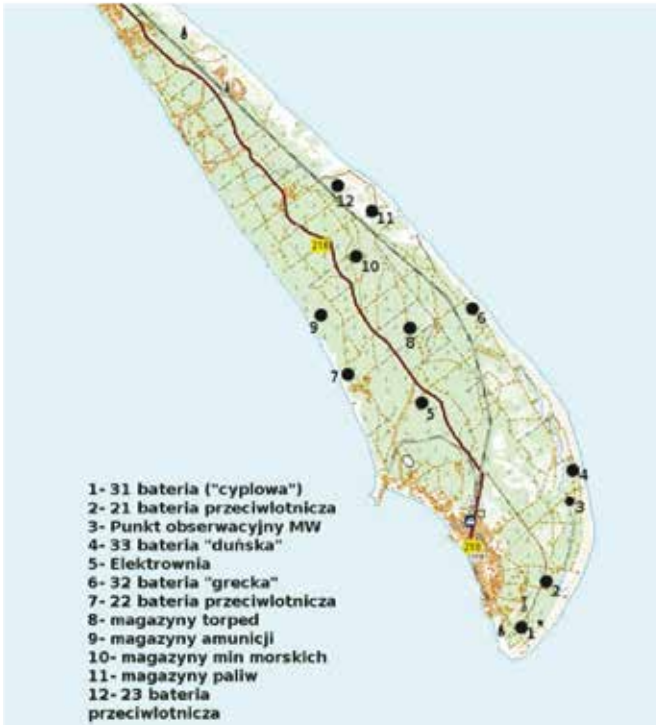 12
11
216
10
6
9
8
7
5
4
3
2
1
1- 31 bateria ("cyplowa")
2- 21 bateria przeciwlotnicza
3- Punkt obserwacyjny MW
4- 33 bateria "duńska"
5- Elektrownia
6- 32 bateria "grecka"
7- 22 bateria przeciwlotnicza
8- magazyny torped
9- magazyny amunicji
10- magazyny min morskich
11- magazyny paliw
12- 23 bateria
przeciwlotnicza